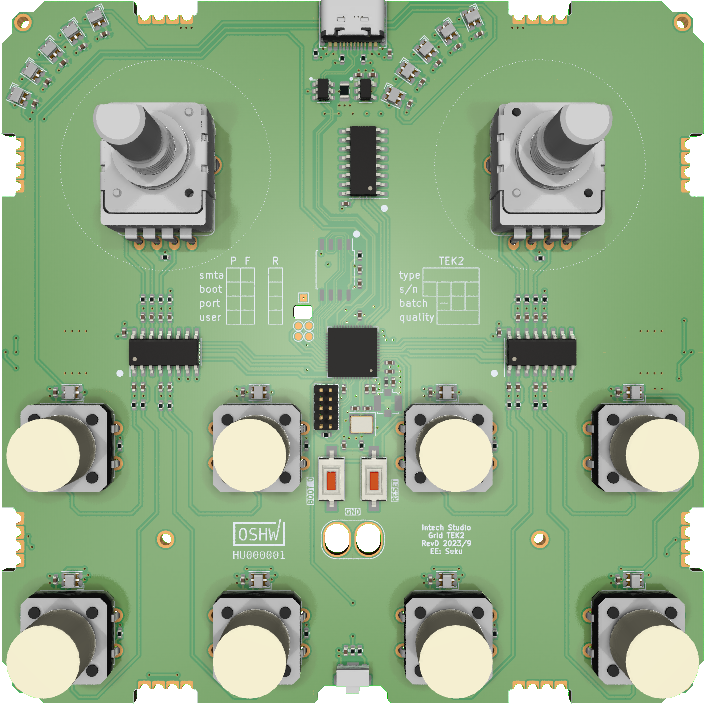 P F R
smta
boot
port
user
TEK2
type
s/n
batch
quality
GND
OSHW
HU000001
Intech Studio
Grid TEK2
RevD 2023/9
EE: Seku